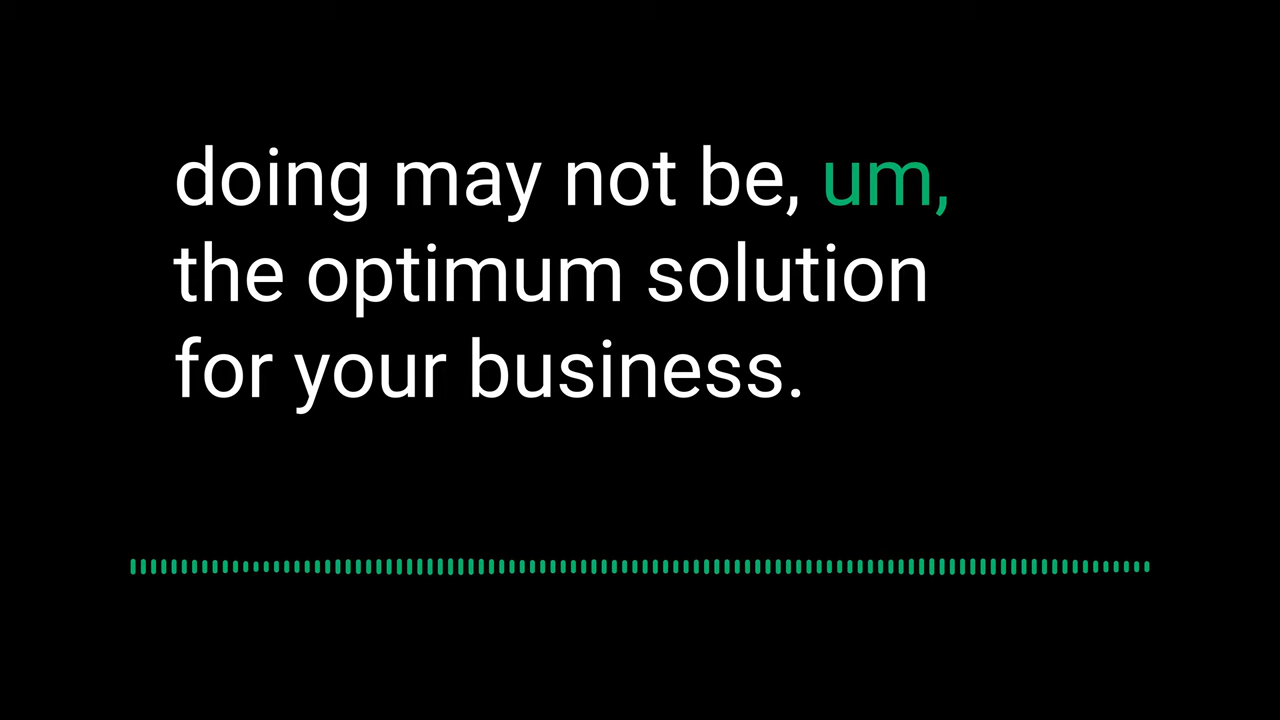 doing may not be, um,
the optimum solution
for your business.